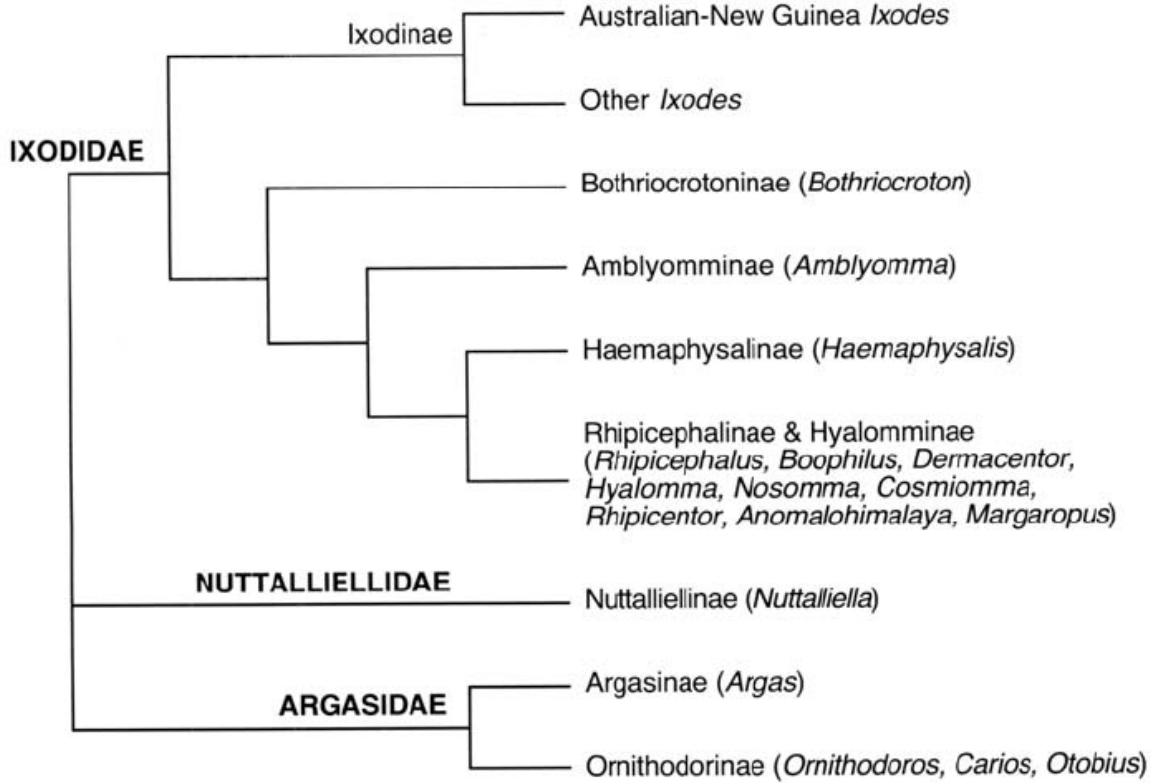 Australian-New Guinea Ixodes
Ixodinae
Other Ixodes
IXODIDAE
Bothriocrotoninae (Bothriocroton)
Amblyomminae (Amblyomma)
Haemaphysalinae (Haemaphysalis)
Rhipicephalinae & Hyalomminae
(Rhipicephalus, Boophilus, Dermacentor,
Hyalomma, Nosomma, Cosmiomma,
Rhipicentor, Anomalohimalaya, Margaropus)
NUTTALLIELLIDAE
Nuttalliellinae (Nuttalliella)
Argasinae (Argas)
ARGASIDAE
Ornithodorinae (Ornithodoros, Carios, Otobius)